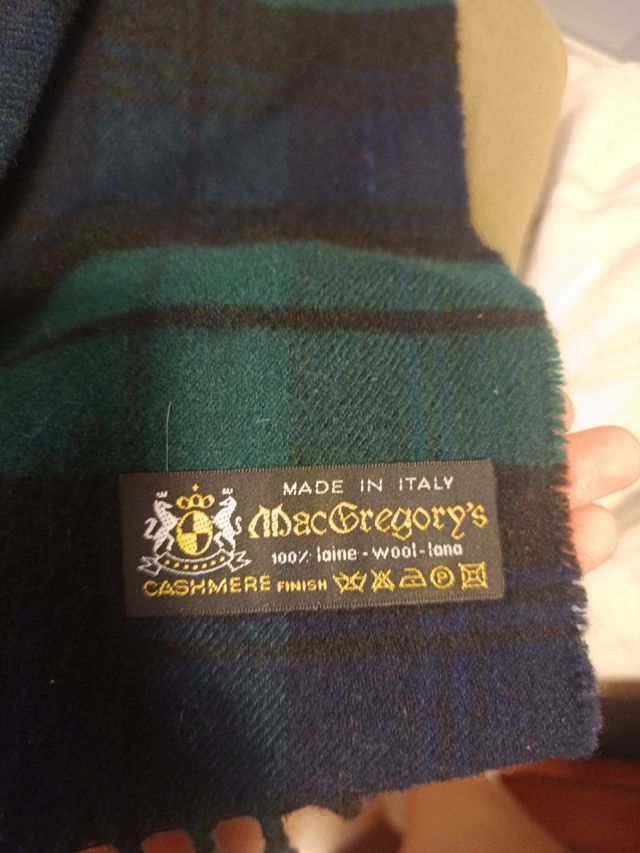 MADE IN ITALY
MacGregory's
100% laine - wool - lana
CASHMERE FINISH P